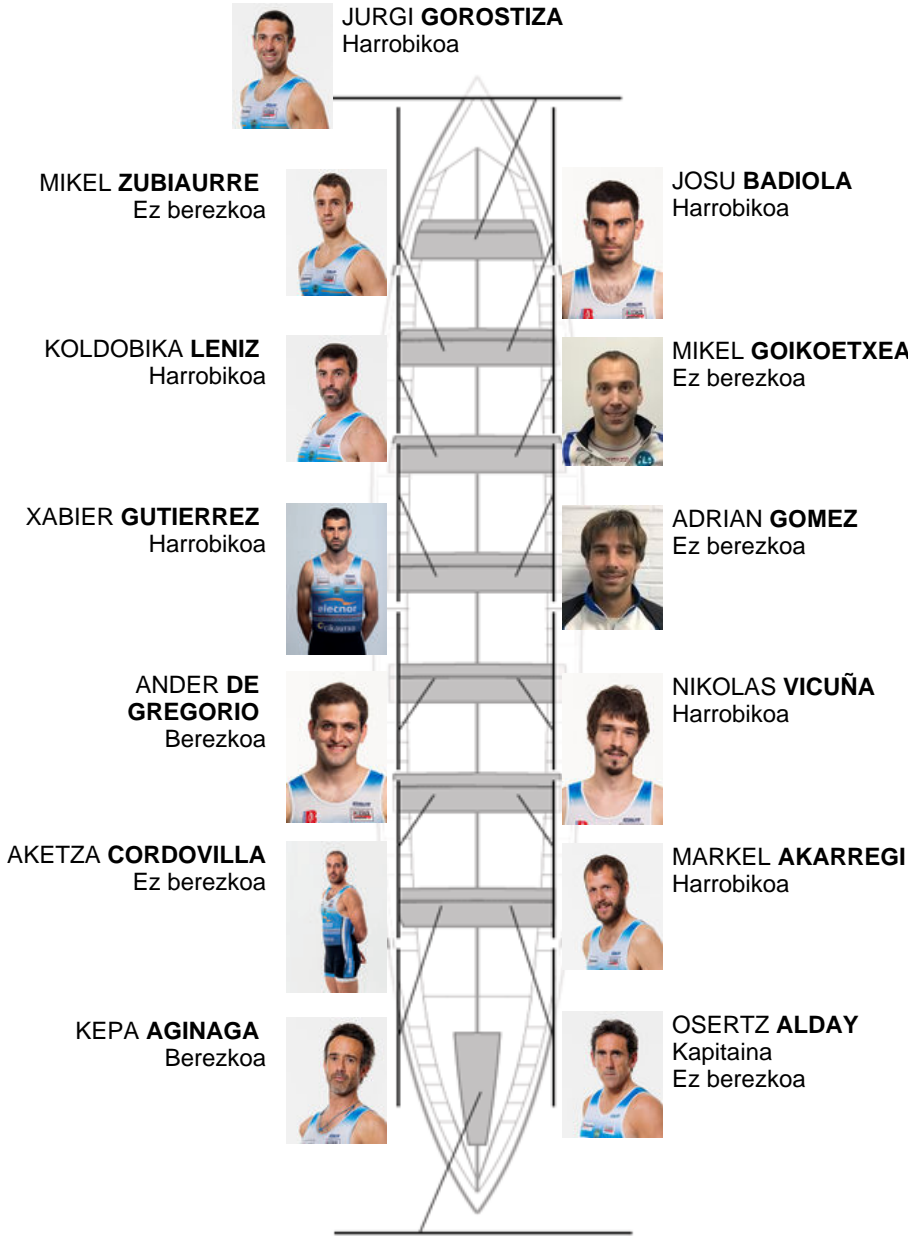 JURGI GOROSTIZA
Harrobikoa
MIKEL ZUBIAURRE
Ez berezkoa
JOSU BADIOLA
Harrobikoa
KOLDOBIKA LENIZ
Harrobikoa
MIKEL GOIKOETXEA
Ez berezkoa
XABIER GUTIERREZ
Harrobikoa
elecnor
cikautxo
ADRIAN GOMEZ
Ez berezkoa
ANDER DE
GREGORIO
Berezkoa
NIKOLAS VICUÑA
Harrobikoa
AKETZA CORDOVILLA
Ez berezkoa
MARKEL AKARREGI
Harrobikoa
KEPA AGINAGA
Berezkoa
OSERTZ ALDAY
Kapitaina
Ez berezkoa